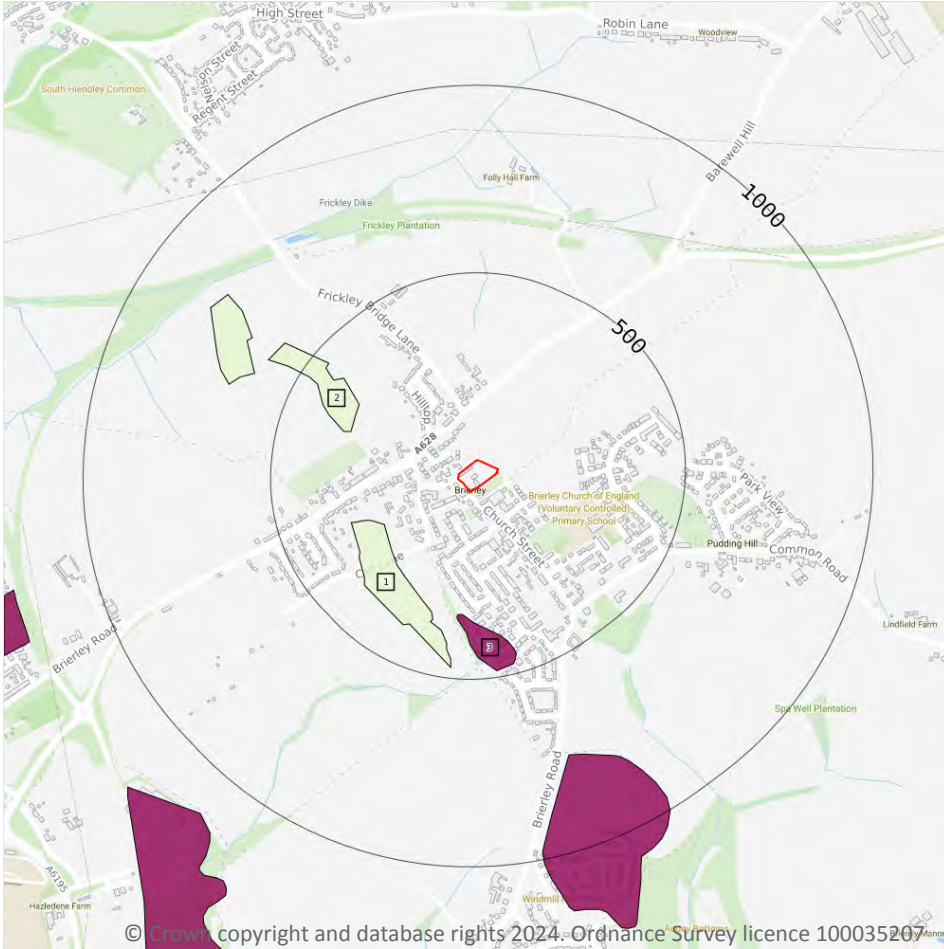 High Street
Robin Lane
Woodview
Nelson Street
Regent Street
South Hiendley Common
Barewell Hill
Folly Hall Farm
1000
Frickley Dike
Frickley Plantation
Frickley Bridge Lane
500
2
Hilltop
A628
Brierley
Brierley Church of England
(Voluntary Controlled)
Primary School
Church Street
Park View
Pudding Hill
Common Road
1
Lindfield Farm
Brierley Road
3
Spa Well Plantation
Brierley Road
A6195
Hazledene Farm
© Crown copyright and database rights 2024. Ordnance Survey licence 100035207.